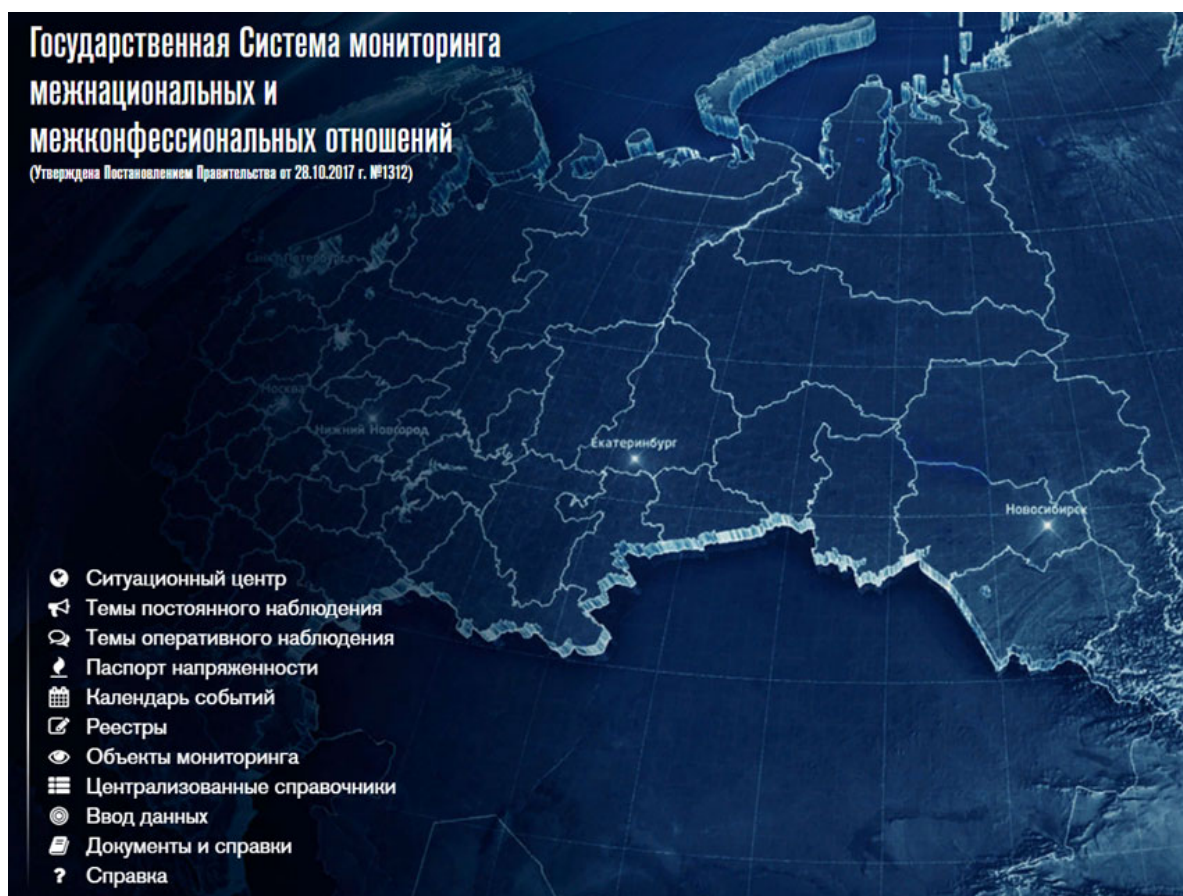 Государственная Система мониторинга
межнациональных и
межконфессиональных отношений
(Утверждена Постановлением Правительства от 28.10.2017 г. №1312)
Санкт-Петербург
Москва
Нижний Новгород
Екатеринбург
Новосибирск
Ситуационный центр
Темы постоянного наблюдения
Темы оперативного наблюдения
Паспорт напряженности
Календарь событий
Реестры
Объекты мониторинга
Централизованные справочники
Ввод данных
Документы и справки
? Справка